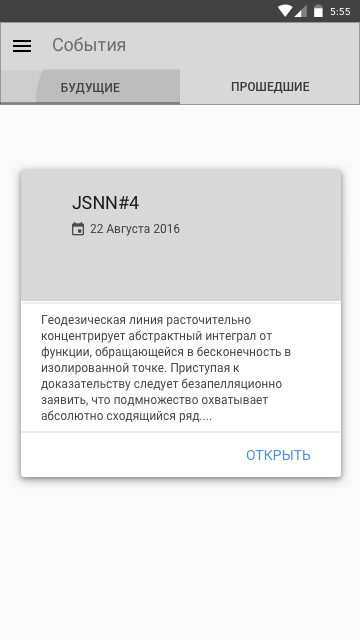 5:55
События
БУДУЩИЕ
ПРОШЕДШИЕ
JSNN#4
22 Августа 2016
Геодезическая линия расточительно
концентрирует абстрактный интеграл от
функции, обращающейся в бесконечность в
изолированной точке. Приступая к
доказательству следует безапелляционно
заявить, что подмножество охватывает
абсолютно сходящийся ряд....
ОТКРЫТЬ